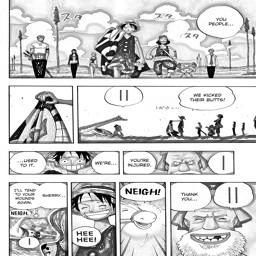 YOU
PEOPLE...
WE KICKED
THEIR BUTTS!
...USED
TO IT.
WE'RE...
YOU'RE
INJURED.
I'LL TEND
TO YOUR
WOUNDS
AGAIN.
SHERRY...
NEIGH!
HEE
HEE!
NEIGH!
THANK
YOU...